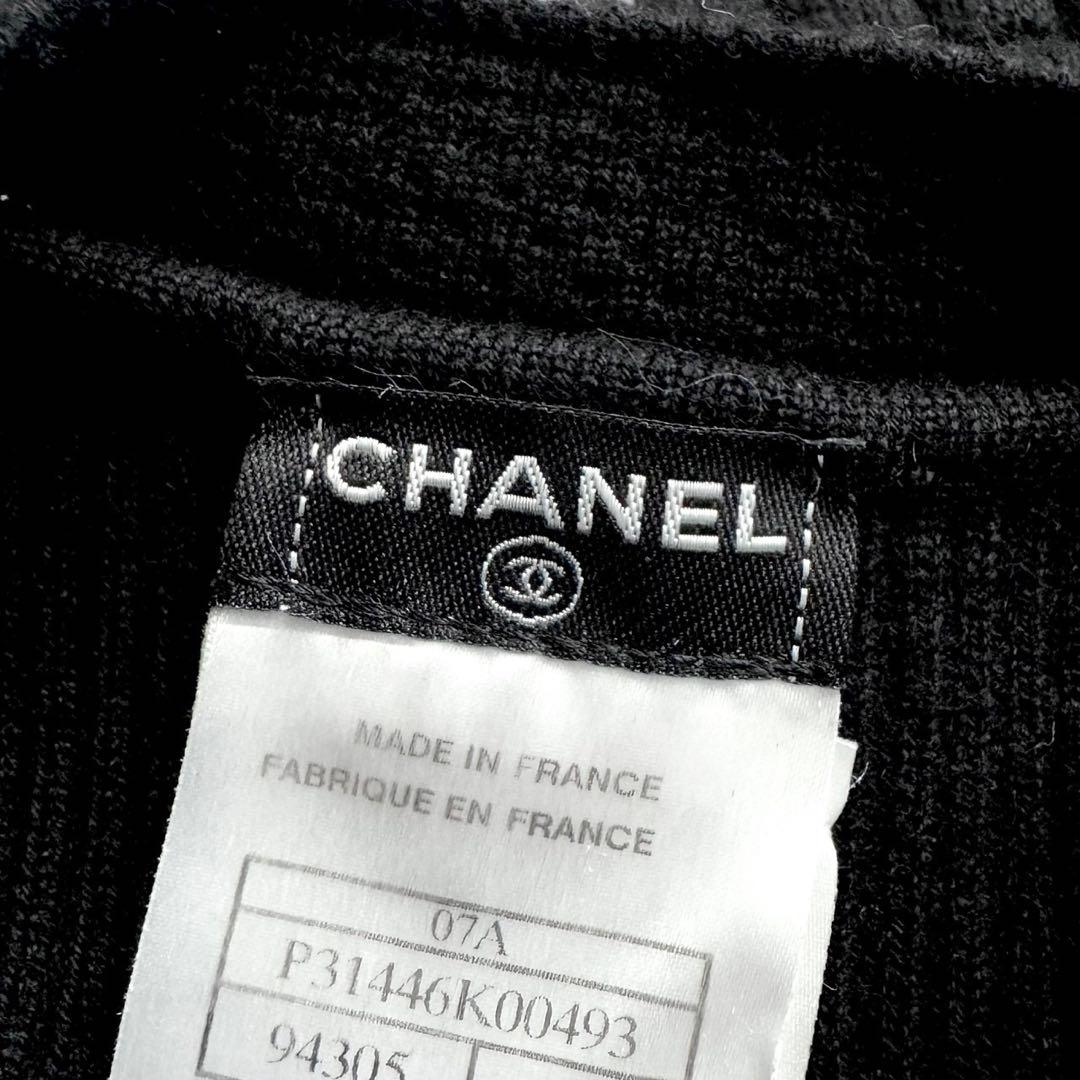 CHANEL
MADE IN FRANCE
FABRIQUE EN FRANCE
07A
P31446K00493
94305